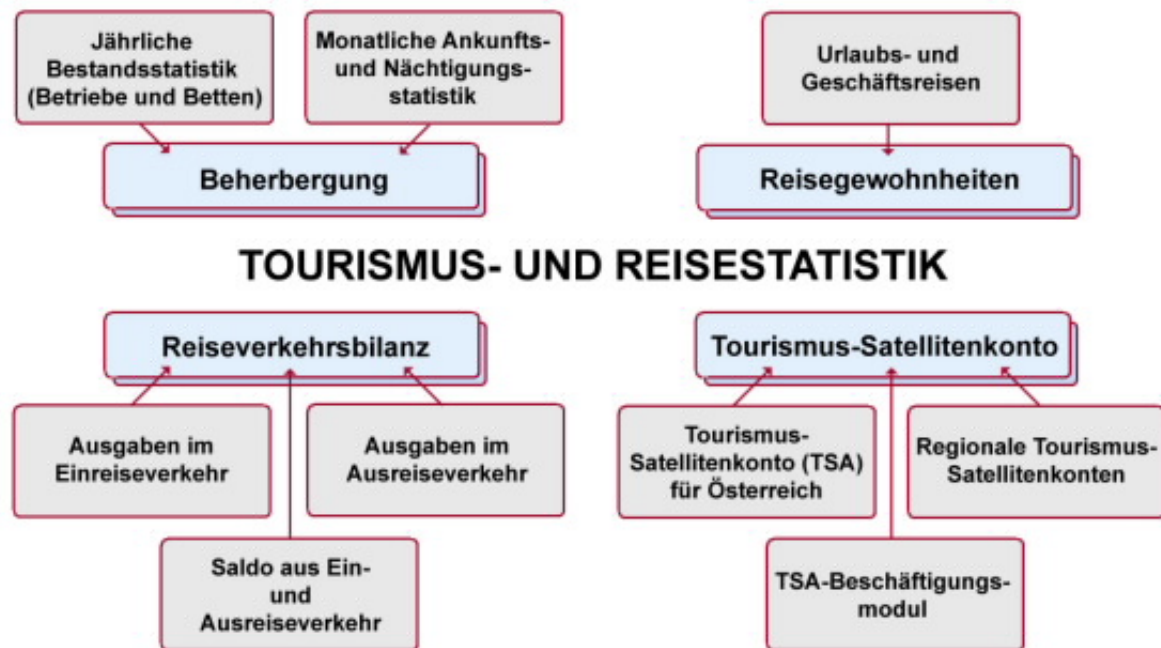 Jährliche
Bestandsstatistik
(Betriebe und Betten)
Monatliche Ankunfts-
und Nächtigungs-
statistik
Urlaubs- und
Geschäftsreisen
Beherbergung
Reisegewohnheiten
TOURISMUS- UND REISESTATISTIK
Reiseverkehrsbilanz
Tourismus-Satellitenkonto
Ausgaben im
Einreiseverkehr
Ausgaben im
Ausreiseverkehr
Tourismus-
Satellitenkonto (TSA)
für Österreich
Regionale Tourismus-
Satellitenkonten
Saldo aus Ein-
und
Ausreiseverkehr
TSA-Beschäftigungs-
modul